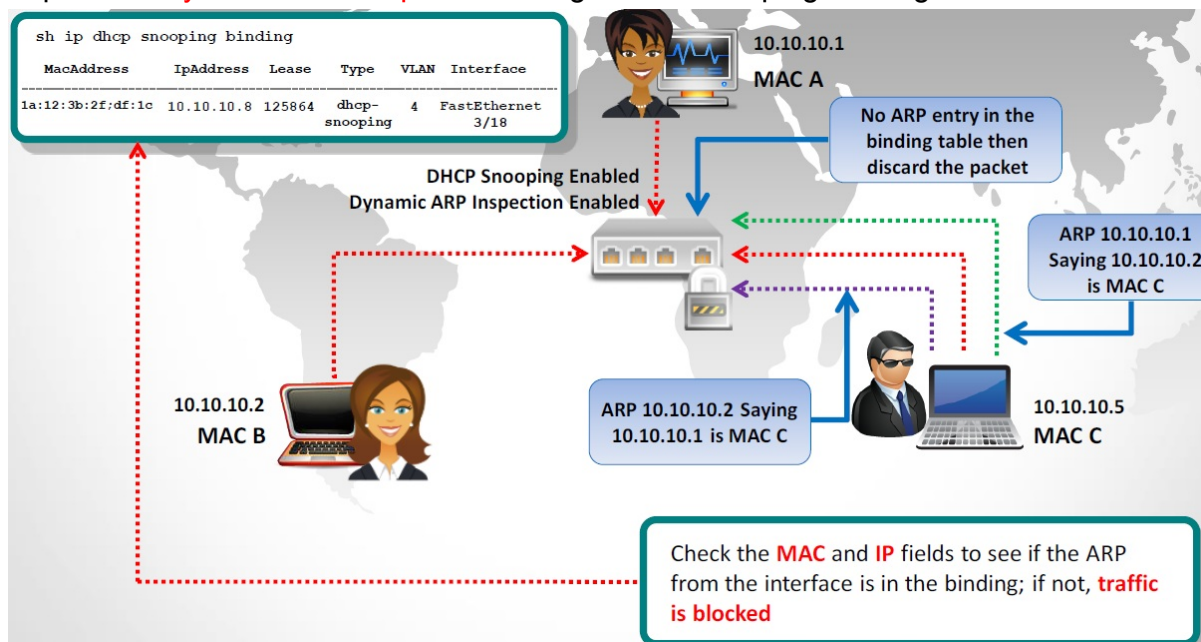 sh ip dhcp snooping binding
MacAddress IpAddress Lease Type VLAN Interface
1a:12:3b:2f;df:1c 10.10.10.8 125864 dhcp- 4 FastEthernet
snooping 3/18
10.10.10.1
MAC A
No ARP entry in the
binding table then
discard the packet
DHCP Snooping Enabled
Dynamic ARP Inspection Enabled
ARP 10.10.10.1
Saying 10.10.10.2
is MAC C
10.10.10.2
MAC B
ARP 10.10.10.2 Saying
10.10.10.1 is MAC C
10.10.10.5
MAC C
Check the MAC and IP fields to see if the ARP
from the interface is in the binding; if not, traffic
is blocked